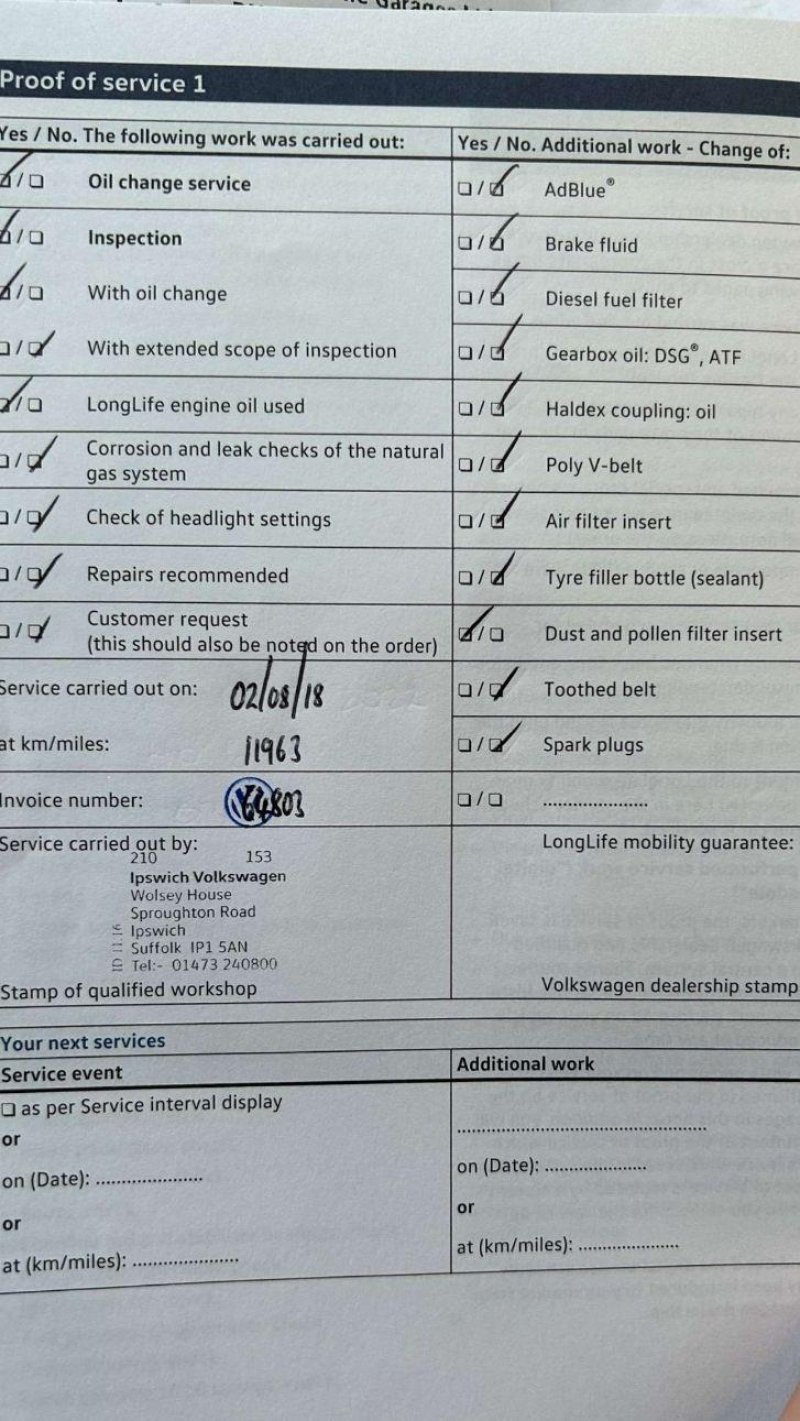 Proof of service 1
Yes / No. The following work was carried out:
Oil change service
Inspection
With oil change
With extended scope of inspection
LongLife engine oil used
Corrosion and leak checks of the natural
gas system
Check of headlight settings
Repairs recommended
Customer request
(this should also be noted on the order)
Service carried out on: 02/08/18
at km/miles: 11963
Invoice number: 64803
Service carried out by:
210 153
Ipswich Volkswagen
Wolsey House
Sproughton Road
Ipswich
Suffolk IP1 5AN
Tel:- 01473 240800
Stamp of qualified workshop
Yes / No. Additional work - Change of:
AdBlue®
Brake fluid
Diesel fuel filter
Gearbox oil: DSG®, ATF
Haldex coupling: oil
Poly V-belt
Air filter insert
Tyre filler bottle (sealant)
Dust and pollen filter insert
Toothed belt
Spark plugs
.....................
LongLife mobility guarantee:
Volkswagen dealership stamp
Your next services
Service event
as per Service interval display
or
on (Date): .....................
or
at (km/miles): .....................
Additional work
..................................................
on (Date): .....................
or
at (km/miles): .....................